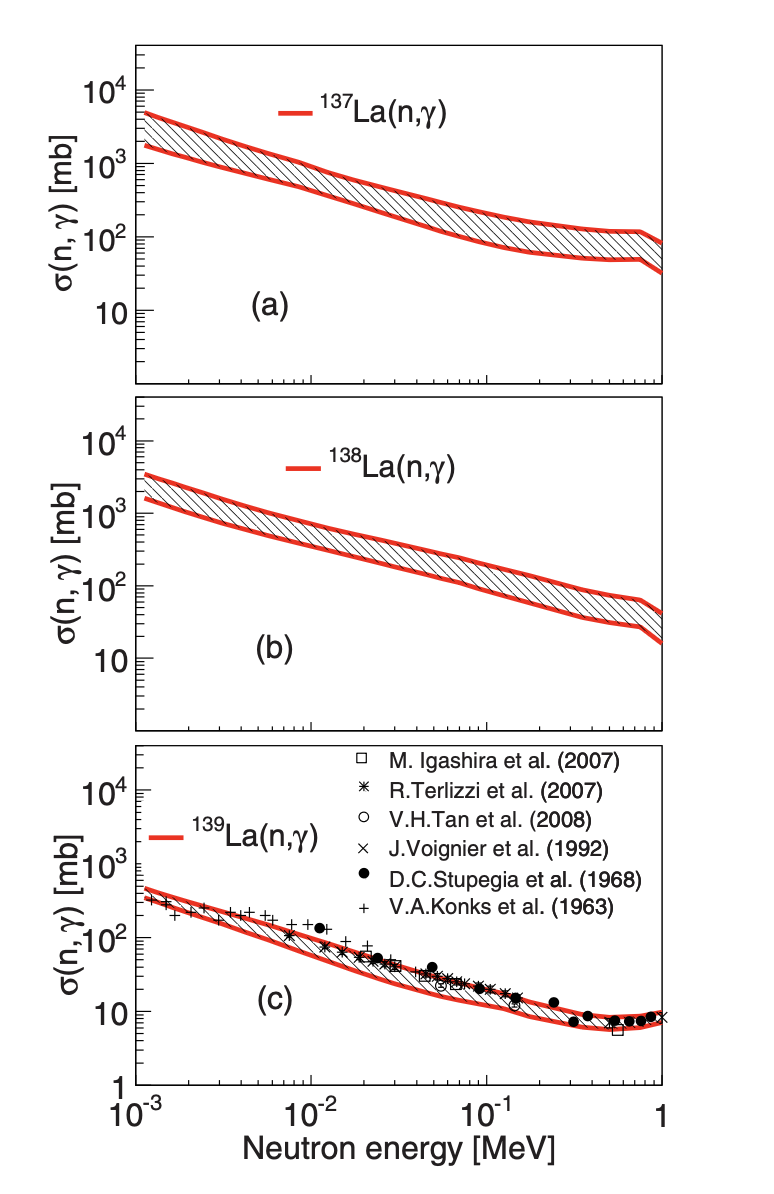 10⁴
¹³⁷La(n,γ)
10³
σ(n, γ) [mb]
10²
10
(a)
10⁴
¹³⁸La(n,γ)
10³
σ(n, γ) [mb]
10²
10
(b)
M. Igashira et al. (2007)
R.Terlizzi et al. (2007)
V.H.Tan et al. (2008)
J.Voignier et al. (1992)
D.C.Stupegia et al. (1968)
V.A.Konks et al. (1963)
10⁴
¹³⁹La(n,γ)
10³
σ(n, γ) [mb]
10²
10
(c)
1
10⁻³ 10⁻² 10⁻¹ 1
Neutron energy [MeV]